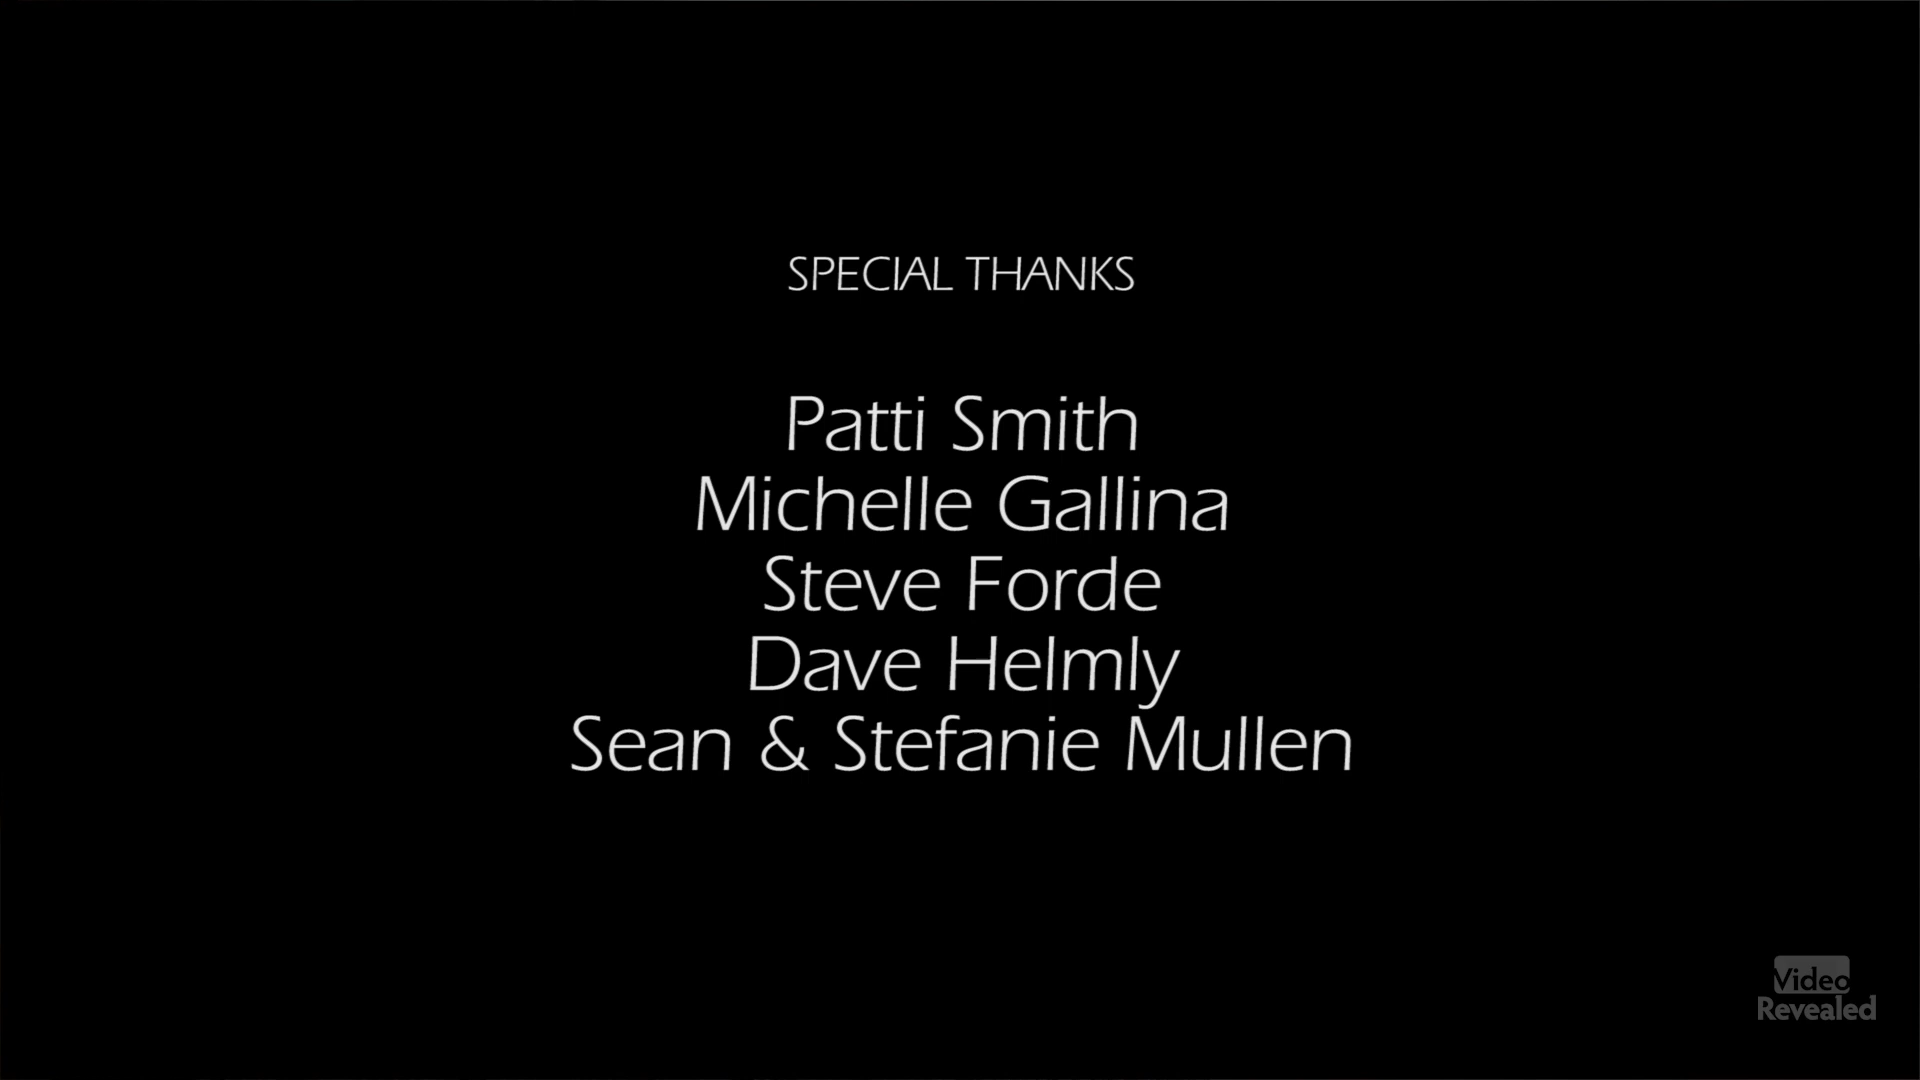 SPECIAL THANKS
Patti Smith
Michelle Gallina
Steve Forde
Dave Helmly
Sean & Stefanie Mullen
Video
Revealed